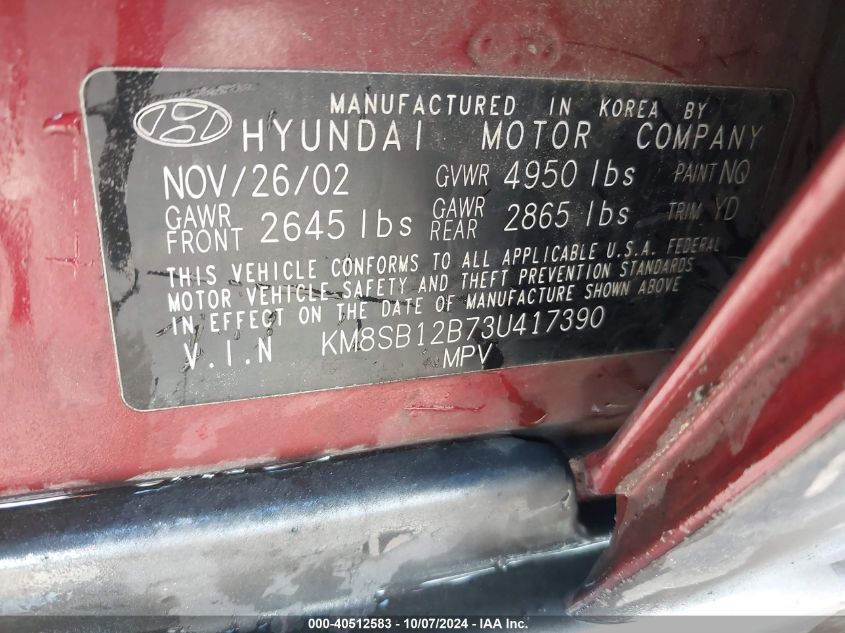 MANUFACTURED IN KOREA BY
HYUNDAI MOTOR COMPANY
NOV/26/02 GVWR 4950 lbs PAINT NQ
GAWR FRONT 2645 lbs GAWR REAR 2865 lbs TRIM YD
THIS VEHICLE CONFORMS TO ALL APPLICABLE U.S.A. FEDERAL
MOTOR VEHICLE SAFETY AND THEFT PREVENTION STANDARDS
IN EFFECT ON THE DATE OF MANUFACTURE SHOWN ABOVE
V.I.N KM8SB12B73U417390
MPV
000-40512583 - 10/07/2024 - IAA Inc.